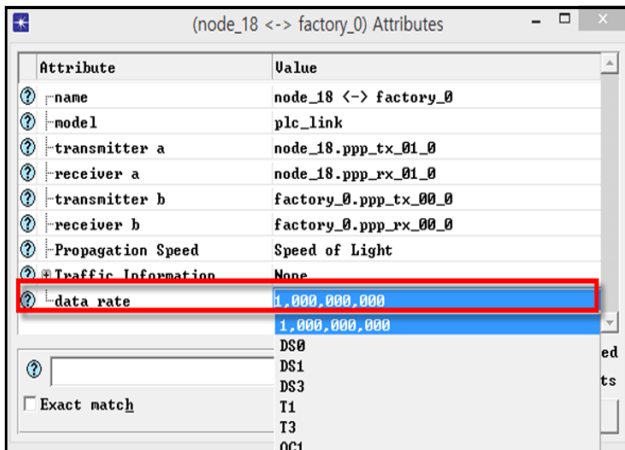 (node_18 <-> factory_0) Attributes
Attribute Value
name node_18 <-> factory_0
model plc_link
transmitter a node_18.ppp_tx_01_0
receiver a node_18.ppp_rx_01_0
transmitter b factory_0.ppp_tx_00_0
receiver b factory_0.ppp_rx_00_0
Propagation Speed Speed of Light
Traffic Information None
data rate 1,000,000,000
1,000,000,000
DS0
ed
DS1
DS3
ts
Exact match
T1
T3
OC1